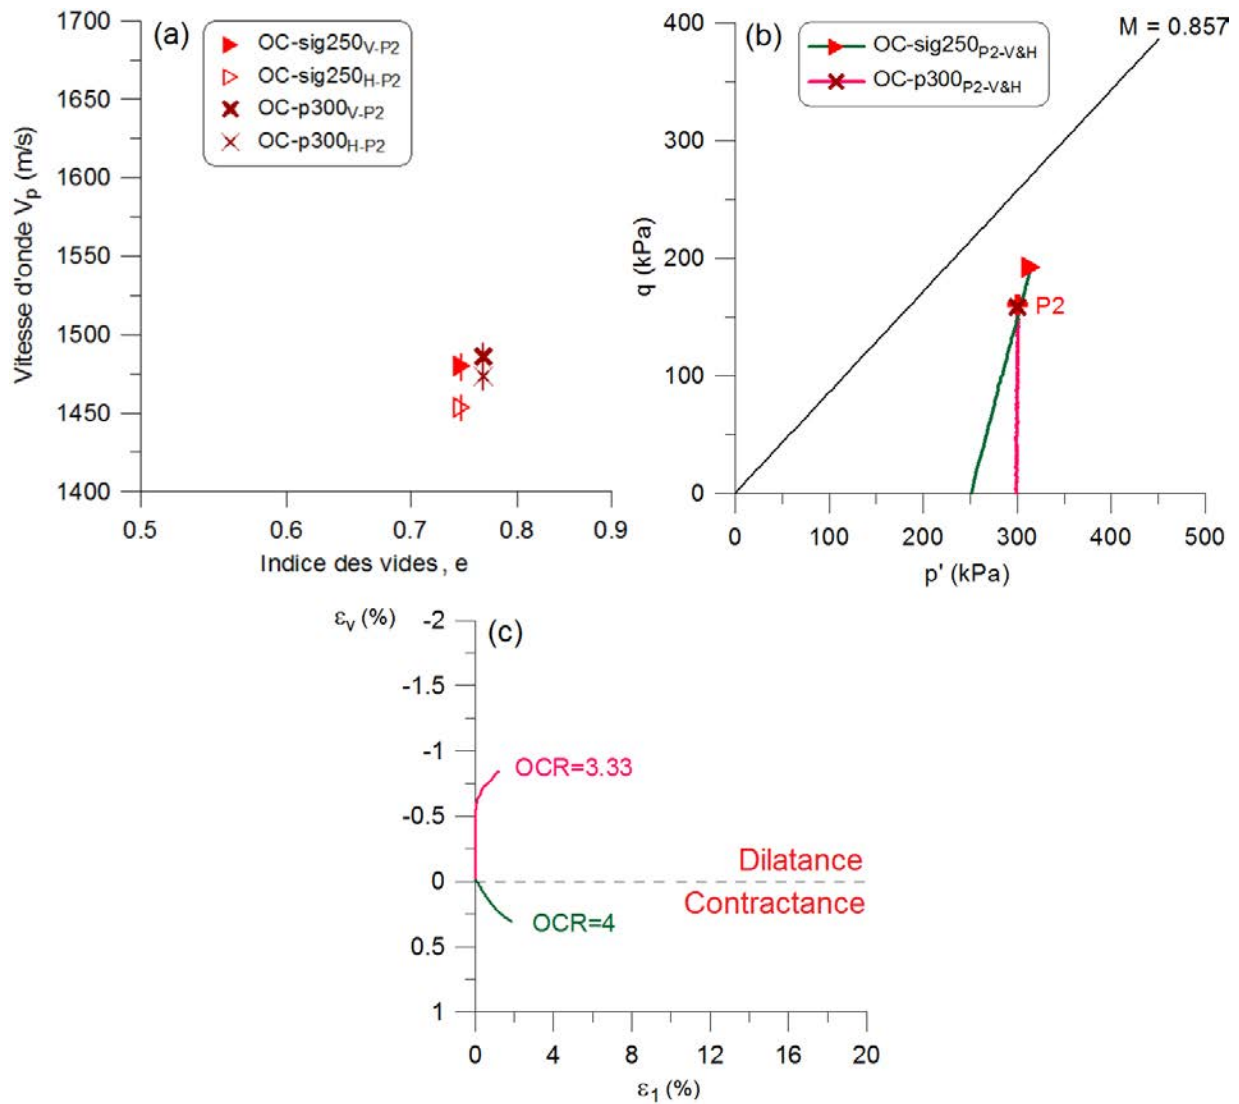 (a)
OC-sig250V-P2
OC-sig250H-P2
OC-p300V-P2
OC-p300H-P2
Vitesse d'onde Vp (m/s)
1700
1650
1600
1550
1500
1450
1400
0.5 0.6 0.7 0.8 0.9
Indice des vides, e
(b)
OC-sig250P2-V&H
OC-p300P2-V&H
M = 0.857
q (kPa)
400
300
200
100
0
P2
0 100 200 300 400 500
p' (kPa)
(c)
εv (%)
-2
-1.5
-1
-0.5
0
0.5
1
OCR=3.33
Dilatance
Contractance
OCR=4
0 4 8 12 16 20
ε1 (%)